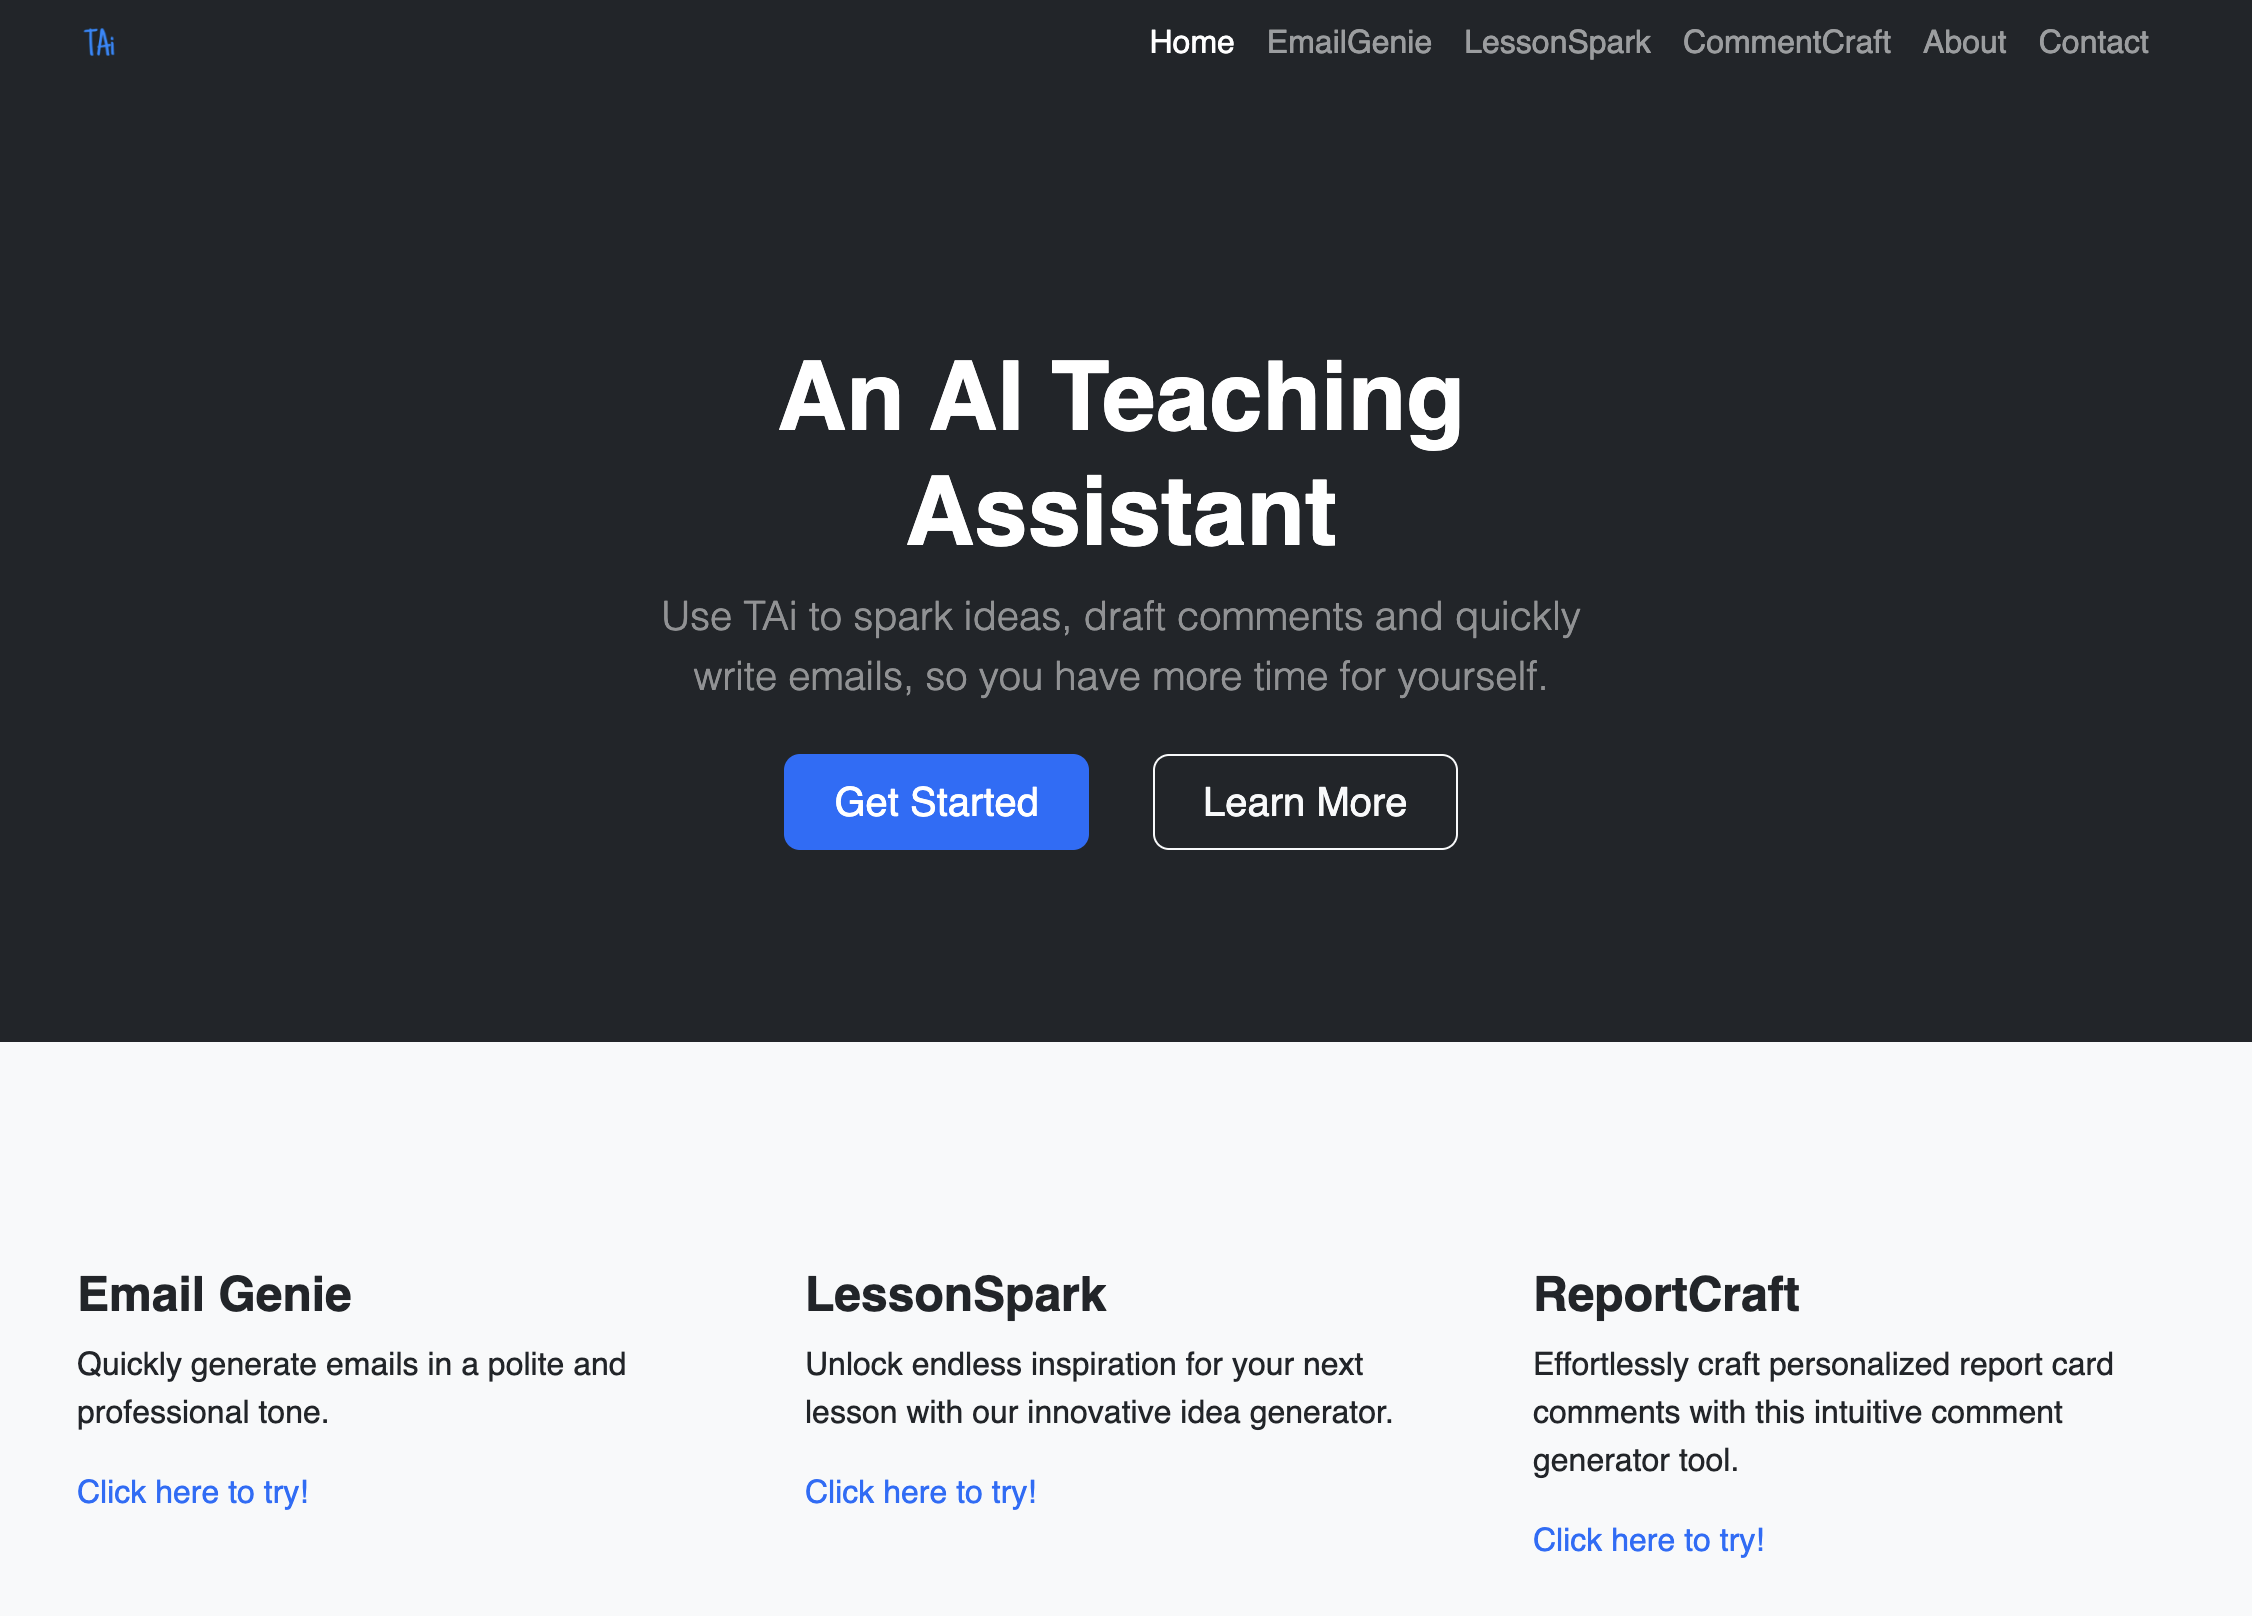 TAi
Home EmailGenie LessonSpark CommentCraft About Contact
An AI Teaching
Assistant
Use TAi to spark ideas, draft comments and quickly
write emails, so you have more time for yourself.
Get Started
Learn More
Email Genie
Quickly generate emails in a polite and
professional tone.
Click here to try!
LessonSpark
Unlock endless inspiration for your next
lesson with our innovative idea generator.
Click here to try!
ReportCraft
Effortlessly craft personalized report card
comments with this intuitive comment
generator tool.
Click here to try!